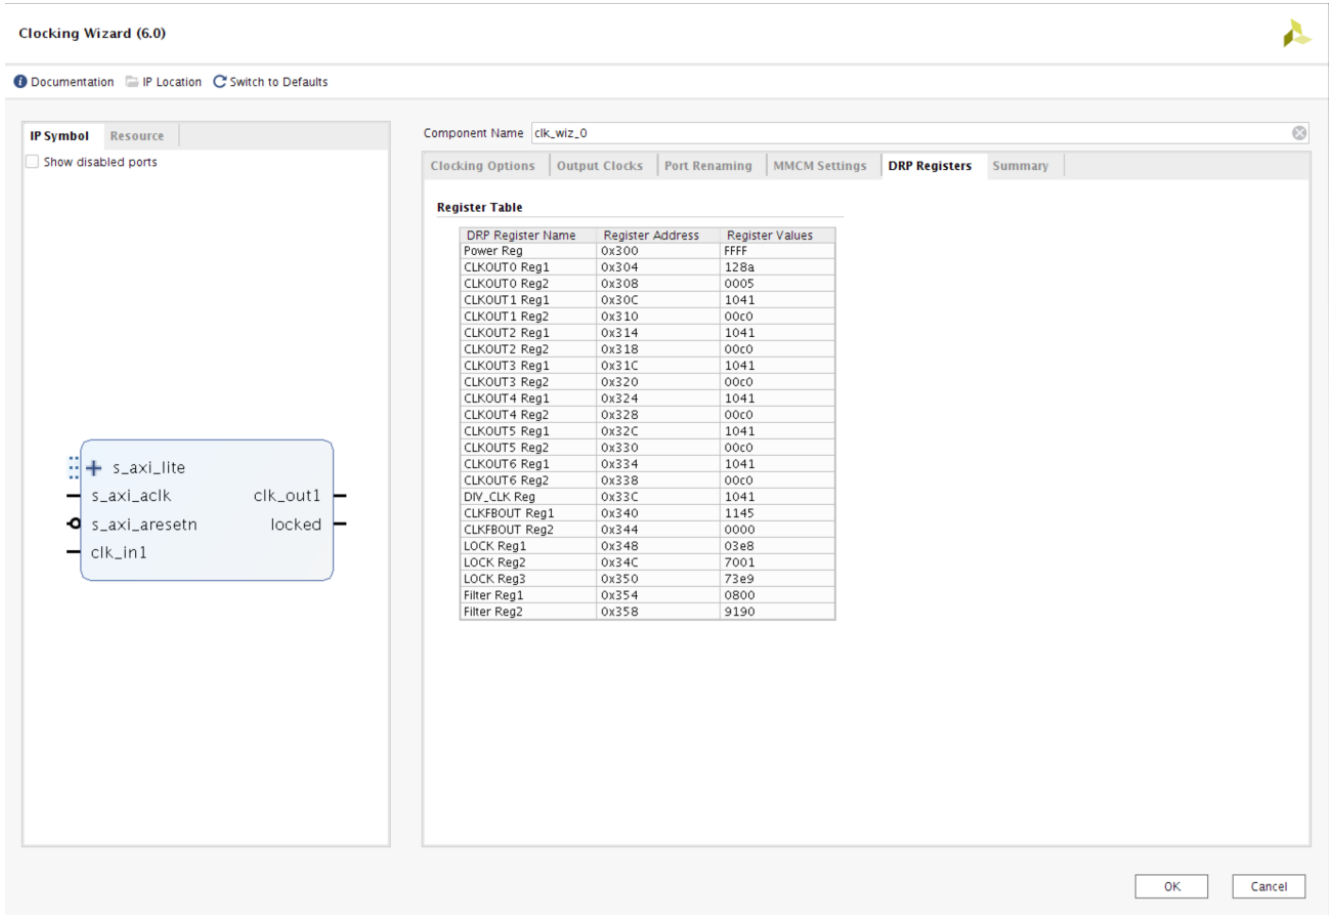 Clocking Wizard (6.0)
Documentation IP Location Switch to Defaults
IP Symbol Resource
Show disabled ports
s_axi_lite
s_axi_aclk clk_out1
s_axi_aresetn locked
clk_in1
Component Name clk_wiz_0
Clocking Options Output Clocks Port Renaming MMCM Settings DRP Registers Summary
Register Table
DRP Register Name Register Address Register Values
Power Reg 0x300 FFFF
CLKOUT0 Reg1 0x304 128a
CLKOUT0 Reg2 0x308 0005
CLKOUT1 Reg1 0x30C 1041
CLKOUT1 Reg2 0x310 00c0
CLKOUT2 Reg1 0x314 1041
CLKOUT2 Reg2 0x318 00c0
CLKOUT3 Reg1 0x31C 1041
CLKOUT3 Reg2 0x320 00c0
CLKOUT4 Reg1 0x324 1041
CLKOUT4 Reg2 0x328 00c0
CLKOUT5 Reg1 0x32C 1041
CLKOUT5 Reg2 0x330 00c0
CLKOUT6 Reg1 0x334 1041
CLKOUT6 Reg2 0x338 00c0
DIV_CLK Reg 0x33C 1041
CLKFBOUT Reg1 0x340 1145
CLKFBOUT Reg2 0x344 0000
LOCK Reg1 0x348 03e8
LOCK Reg2 0x34C 7001
LOCK Reg3 0x350 73e9
Filter Reg1 0x354 0800
Filter Reg2 0x358 9190
OK Cancel